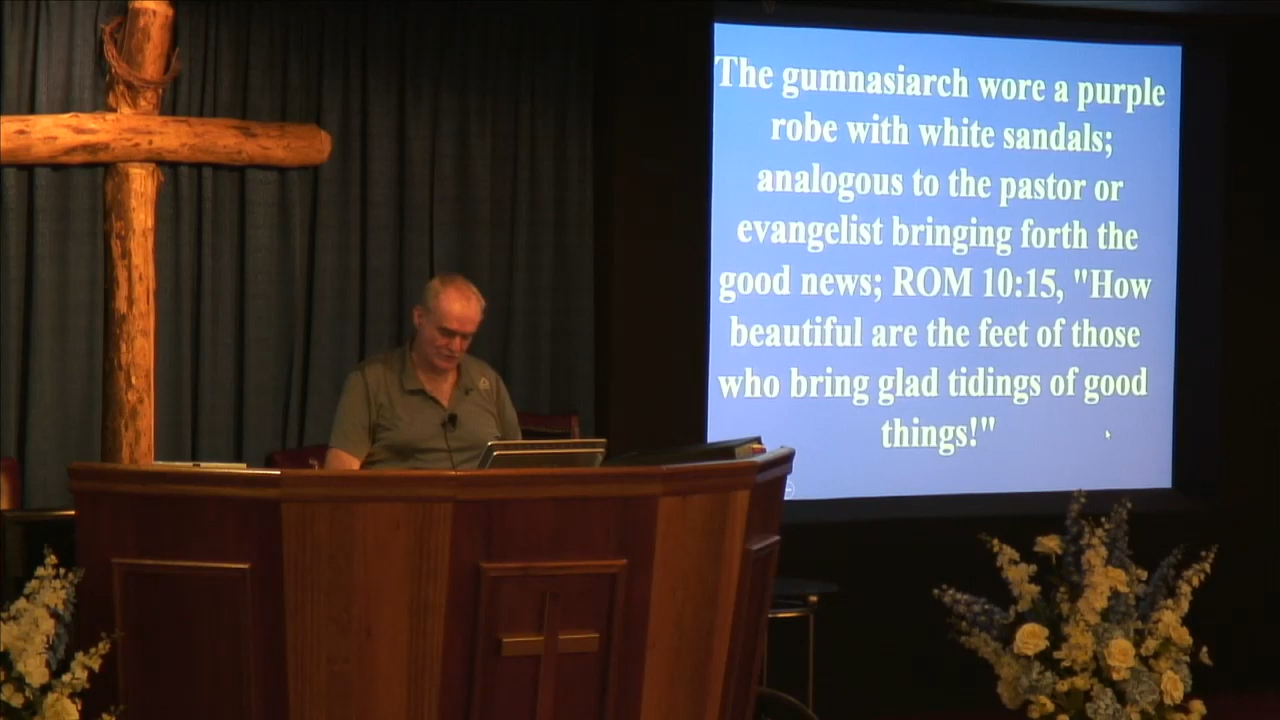 The gumnasiarch wore a purple
robe with white sandals;
analogous to the pastor or
evangelist bringing forth the
good news; ROM 10:15, "How
beautiful are the feet of those
who bring glad tidings of good
things!"